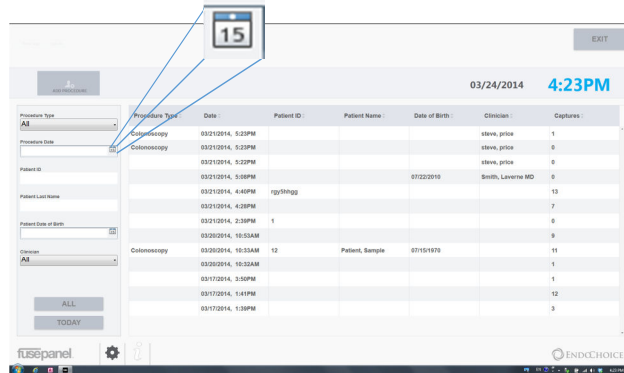 15
EXIT
ADD PROCEDURE
03/24/2014 4:23PM
Procedure Type
All
Procedure Date
Patient ID
Patient Last Name
Patient Date of Birth
Clinician
All
ALL
TODAY
Procedure Type Date Patient ID Patient Name Date of Birth Clinician Captures
Colonoscopy 03/21/2014, 5:23PM steve, price 1
Colonoscopy 03/21/2014, 5:23PM steve, price 0
03/21/2014, 5:22PM steve, price 0
03/21/2014, 5:08PM 07/22/2010 Smith, Laverne MD 0
03/21/2014, 4:40PM rgy5hhgg 13
03/21/2014, 4:28PM 7
03/21/2014, 2:39PM 1 0
03/20/2014, 10:53AM 9
Colonoscopy 03/20/2014, 10:33AM 12 Patient, Sample 07/15/1970 11
03/20/2014, 10:32AM 1
03/17/2014, 3:50PM 1
03/17/2014, 1:41PM 12
03/17/2014, 1:39PM 3
fusepanel
ENDOCHOICE